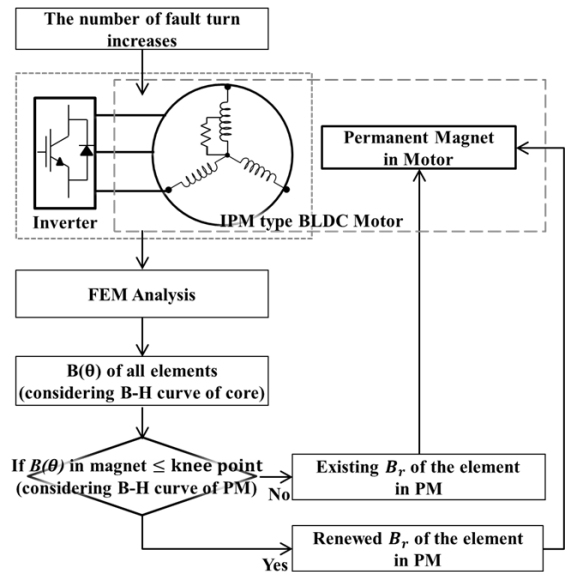 The number of fault turn
increases
Permanent Magnet
in Motor
Inverter
IPM type BLDC Motor
FEM Analysis
B(θ) of all elements
(considering B-H curve of core)
If B(θ) in magnet ≤ knee point
(considering B-H curve of PM)
No
Existing Bᵣ of the element
in PM
Yes
Renewed Bᵣ of the element
in PM